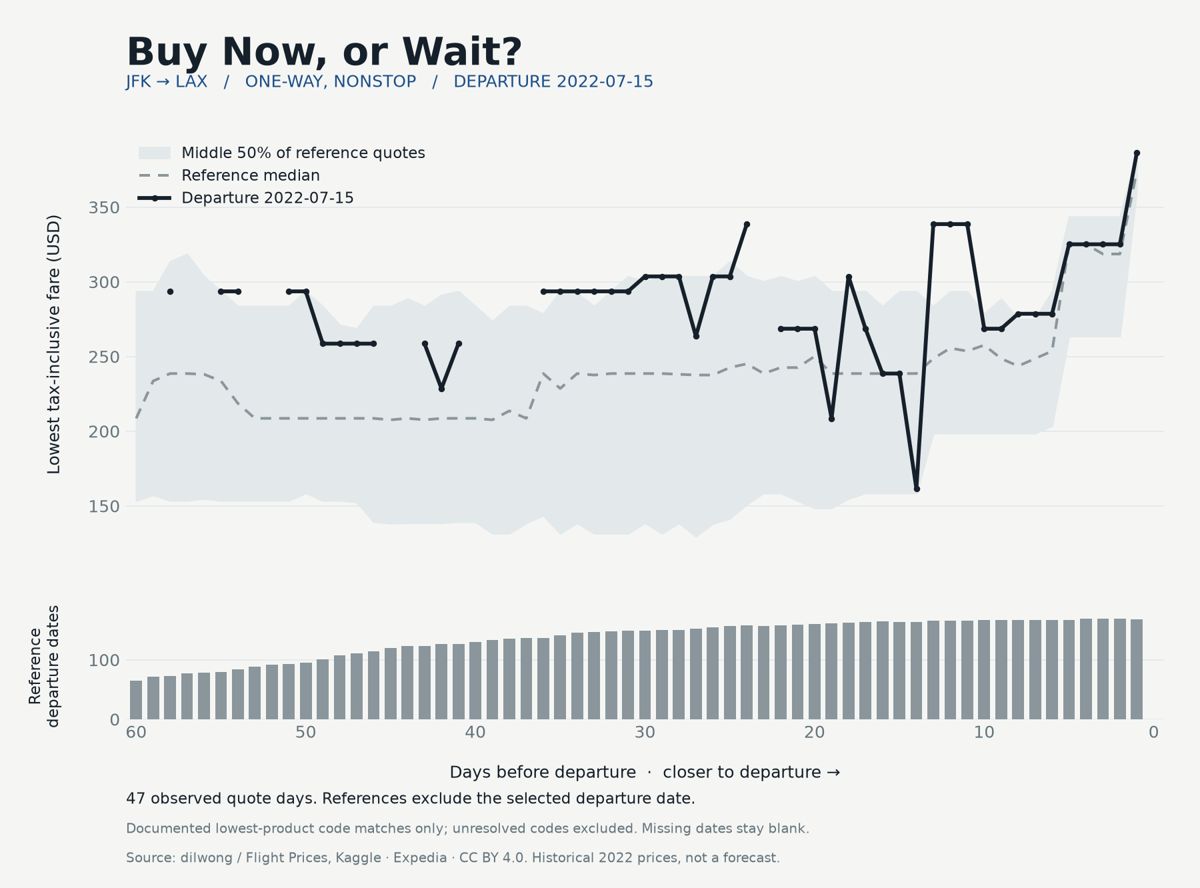 Buy Now, or Wait?
JFK → LAX / ONE-WAY, NONSTOP / DEPARTURE 2022-07-15
Middle 50% of reference quotes
Reference median
Departure 2022-07-15
Lowest tax-inclusive fare (USD)
350
300
250
200
150
Reference
departure dates
100
0
60
50
40
30
20
10
0
Days before departure · closer to departure →
47 observed quote days. References exclude the selected departure date.
Documented lowest-product code matches only; unresolved codes excluded. Missing dates stay blank.
Source: dilwong / Flight Prices, Kaggle · Expedia · CC BY 4.0. Historical 2022 prices, not a forecast.